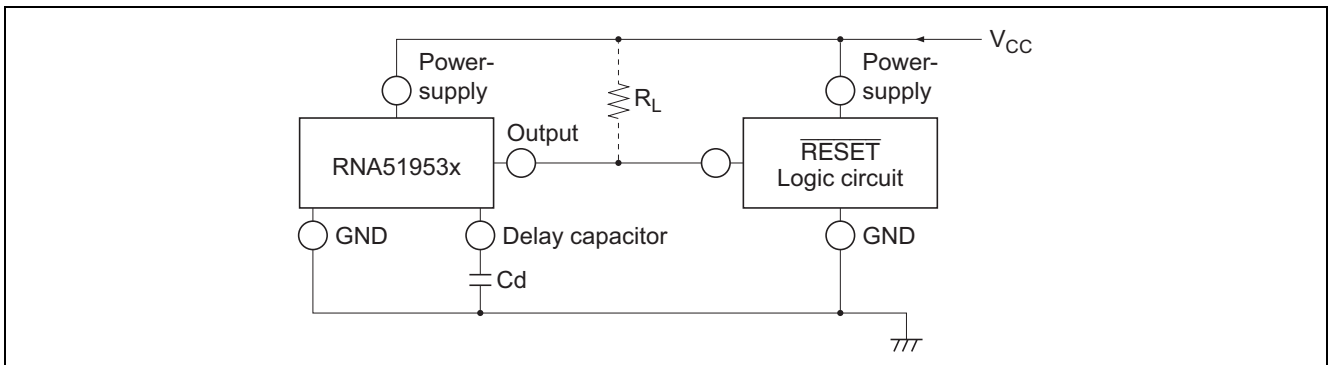 V_CC
Power-
supply
Power-
supply
R_L
Output
RNA51953x
RESET
Logic circuit
GND
Delay capacitor
GND
Cd